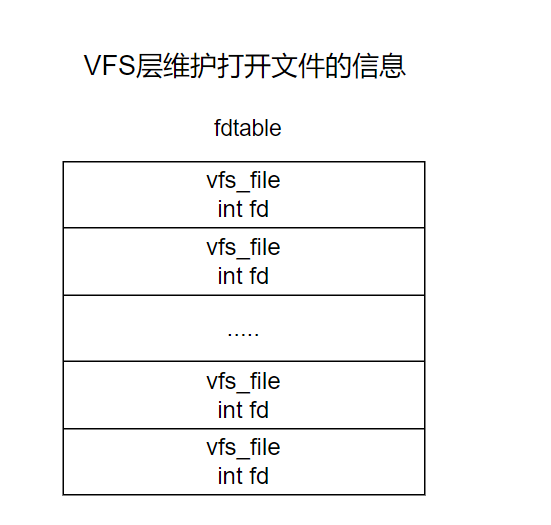 VFS层维护打开文件的信息
fdtable
vfs_file
int fd
vfs_file
int fd
.....
vfs_file
int fd
vfs_file
int fd